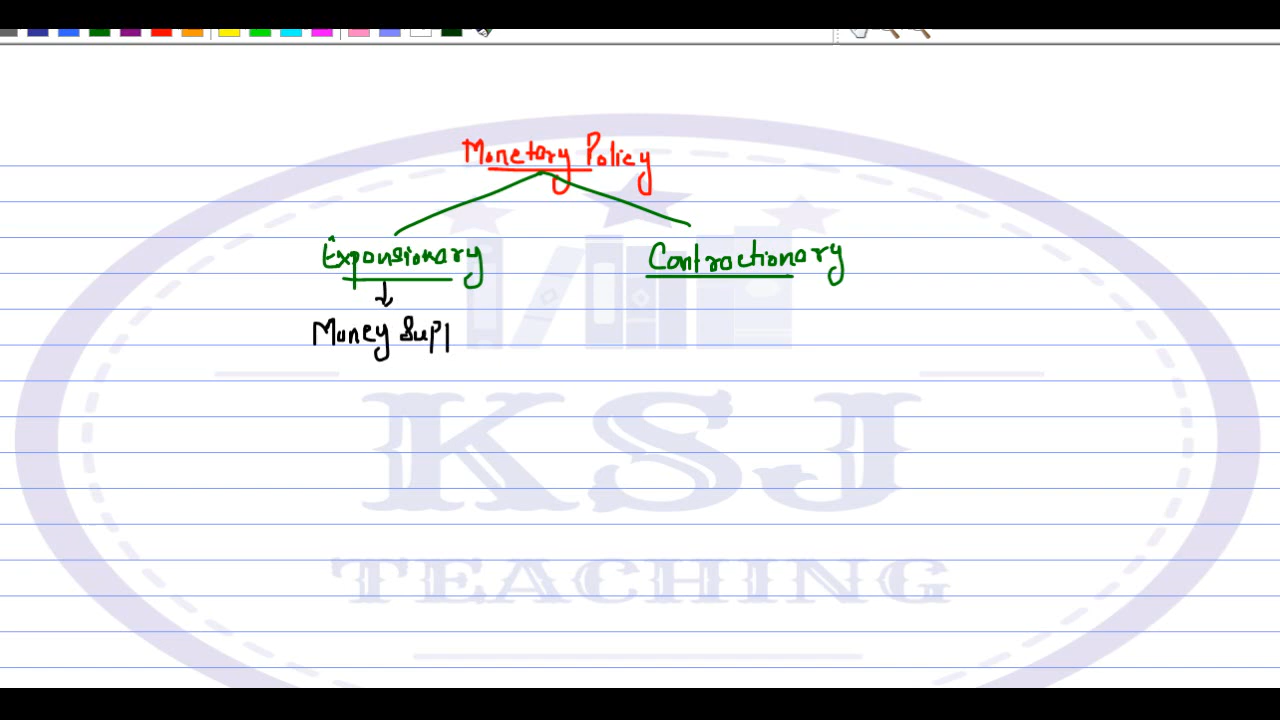 Monetary Policy
Expansionary Contractionary
Money Supl
KSJ
TEACHING